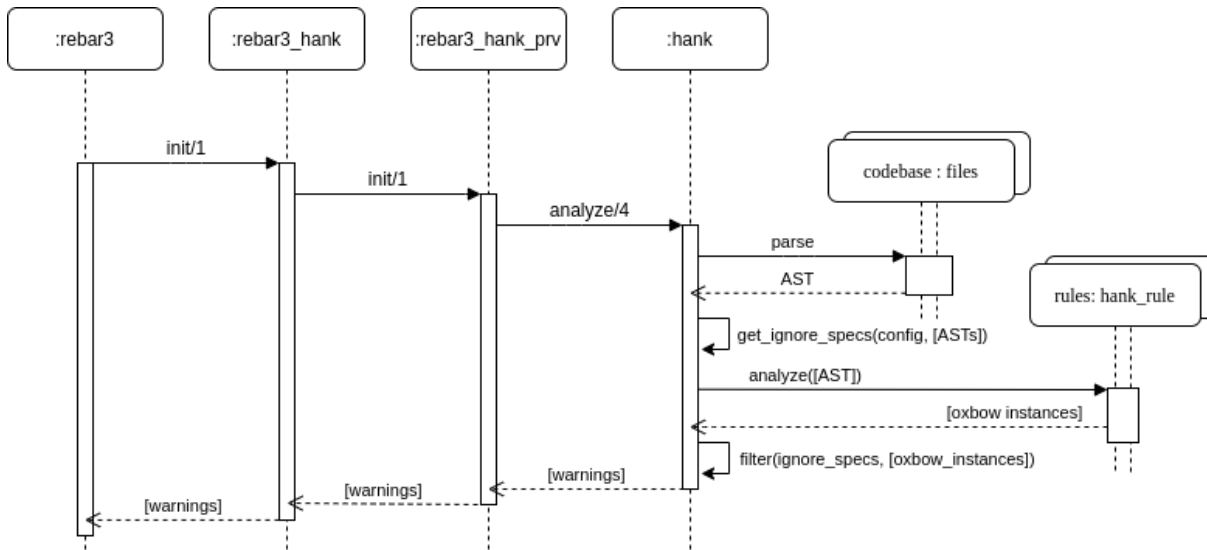 :rebar3
:rebar3_hank
:rebar3_hank_prv
:hank
init/1
init/1
analyze/4
codebase : files
parse
AST
rules: hank_rule
get_ignore_specs(config, [ASTs])
analyze([AST])
[oxbow instances]
filter(ignore_specs, [oxbow_instances])
[warnings]
[warnings]
[warnings]